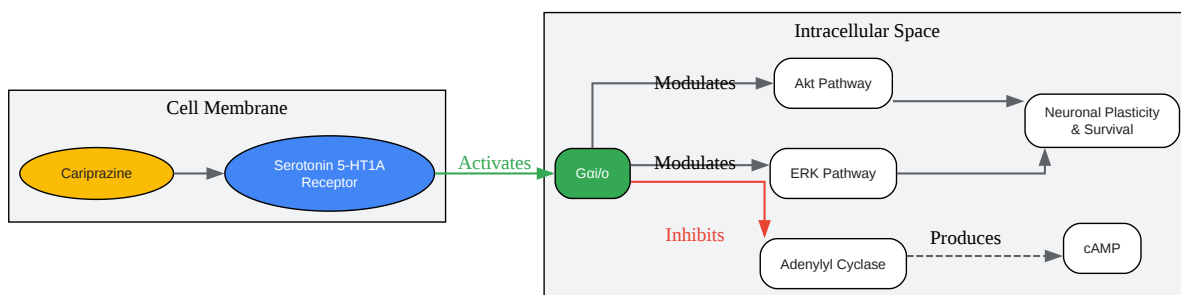 Intracellular Space
Modulates
Akt Pathway
Cell Membrane
Neuronal Plasticity
& Survival
Cariprazine
Serotonin 5-HT1A
Receptor
Activates
Gαi/o
Modulates
ERK Pathway
Inhibits
Adenylyl Cyclase
Produces
cAMP